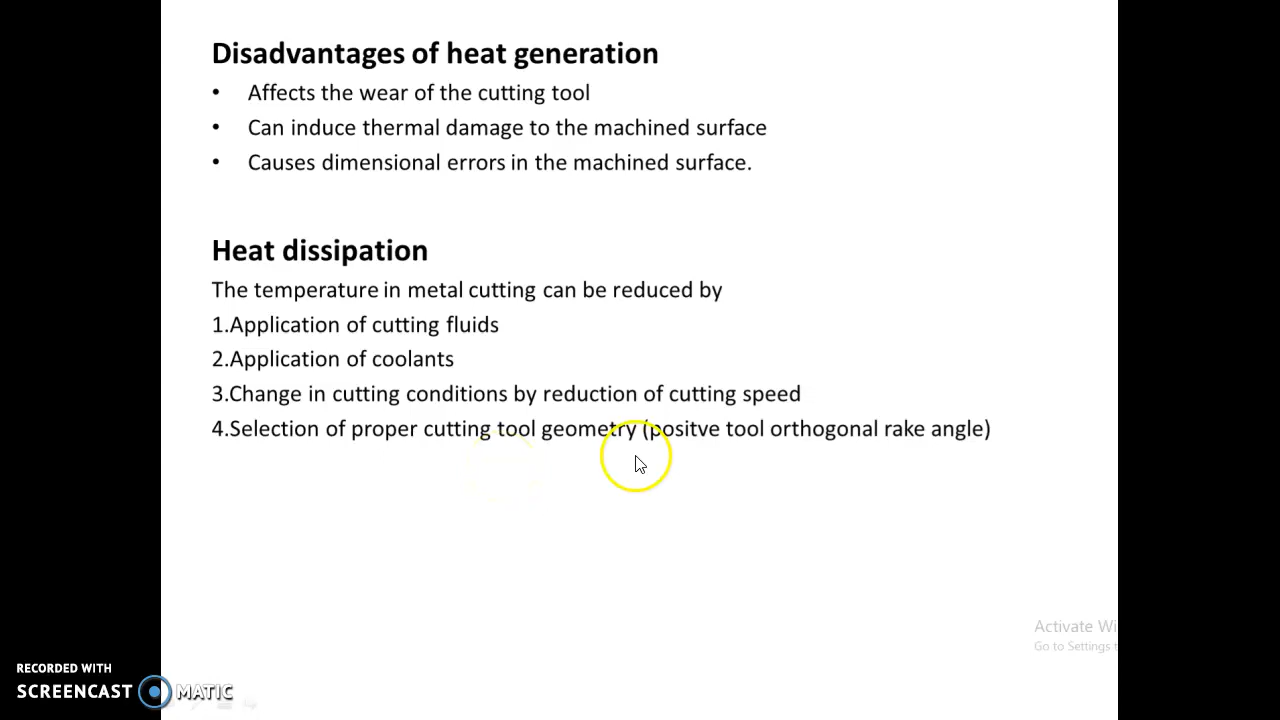 Disadvantages of heat generation
• Affects the wear of the cutting tool
• Can induce thermal damage to the machined surface
• Causes dimensional errors in the machined surface.
Heat dissipation
The temperature in metal cutting can be reduced by
1.Application of cutting fluids
2.Application of coolants
3.Change in cutting conditions by reduction of cutting speed
4.Selection of proper cutting tool geometry (positve tool orthogonal rake angle)
Activate Wi
Go to Settings t
RECORDED WITH
SCREENCAST MATIC